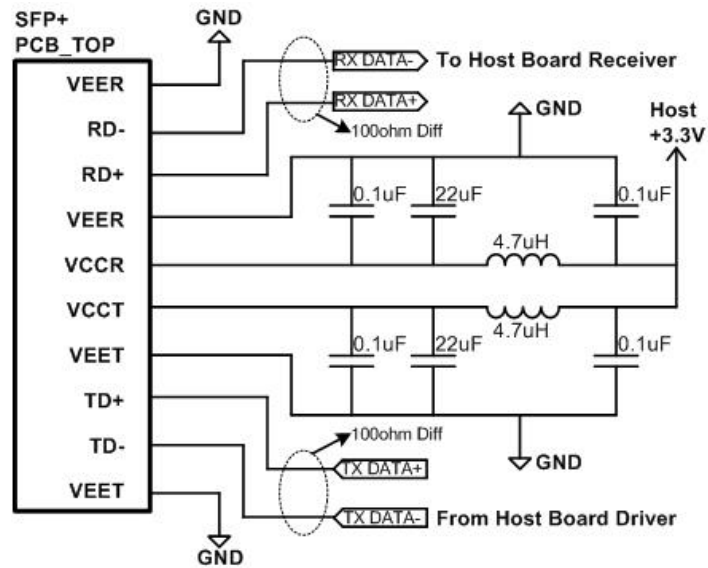 SFP+
PCB_TOP
GND
VEER
RD-
RD+
VEER
VCCR
VCCT
VEET
TD+
TD-
VEET
RX DATA-
To Host Board Receiver
RX DATA+
100ohm Diff
GND
Host
+3.3V
0.1uF
22uF
0.1uF
4.7uH
4.7uH
0.1uF
22uF
0.1uF
100ohm Diff
GND
TX DATA+
TX DATA-
From Host Board Driver
GND